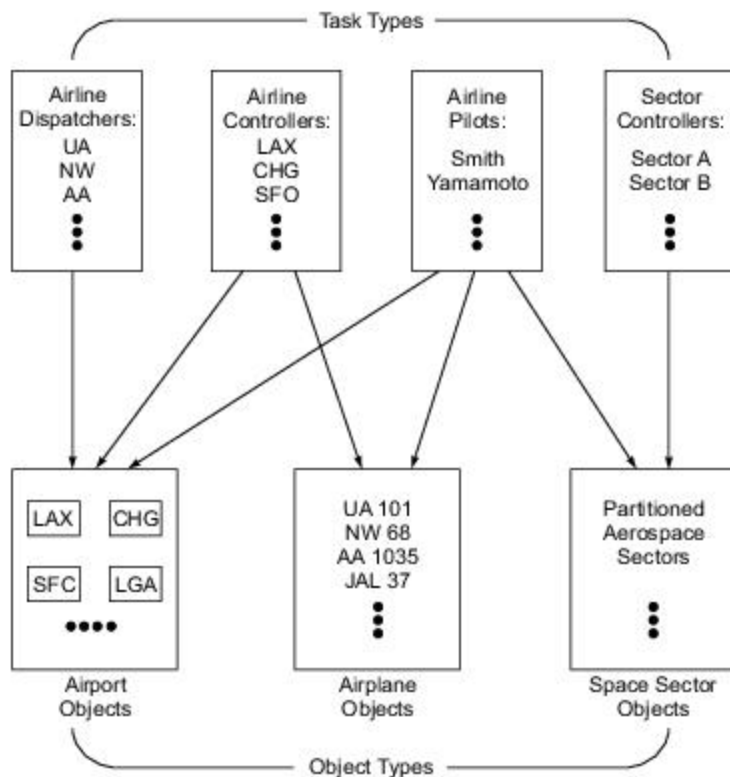 Task Types
Airline
Dispatchers:
UA
NW
AA
Airline
Controllers:
LAX
CHG
SFO
Airline
Pilots:
Smith
Yamamoto
Sector
Controllers:
Sector A
Sector B
LAX
CHG
SFC
LGA
UA 101
NW 68
AA 1035
JAL 37
Partitioned
Aerospace
Sectors
Airport
Objects
Airplane
Objects
Space Sector
Objects
Object Types